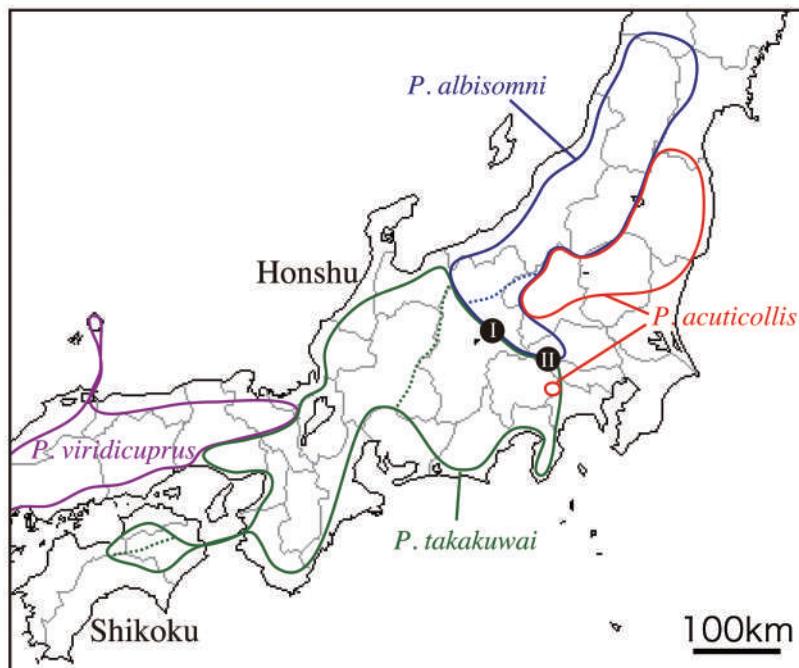 P. albisomni
Honshu
I
II
P. acuticollis
P. viridicuprus
P. takakuwai
Shikoku
100km